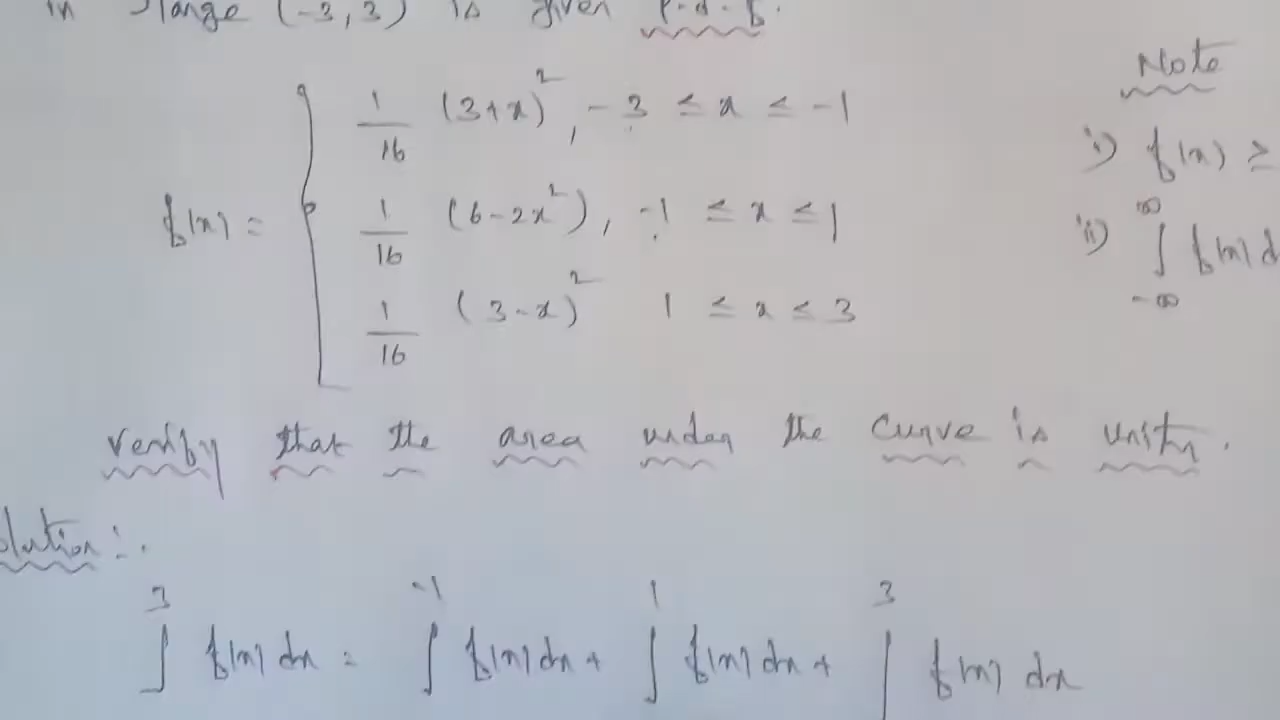 in range (-3,3) is given P.d.f.
f(x) =
1/16 (3+x)², -3 ≤ x ≤ -1
1/16 (6-2x²), -1 ≤ x ≤ 1
1/16 (3-x)² 1 ≤ x ≤ 3
Note
i) f(x) ≥
ii) ∫_{-∞}^{∞} f(x) d
Verify that the area under the curve is unity.
olution:.
∫^{3} f(x) dx = ∫^{-1} f(x) dx + ∫^{1} f(x) dx + ∫^{3} f(x) dx